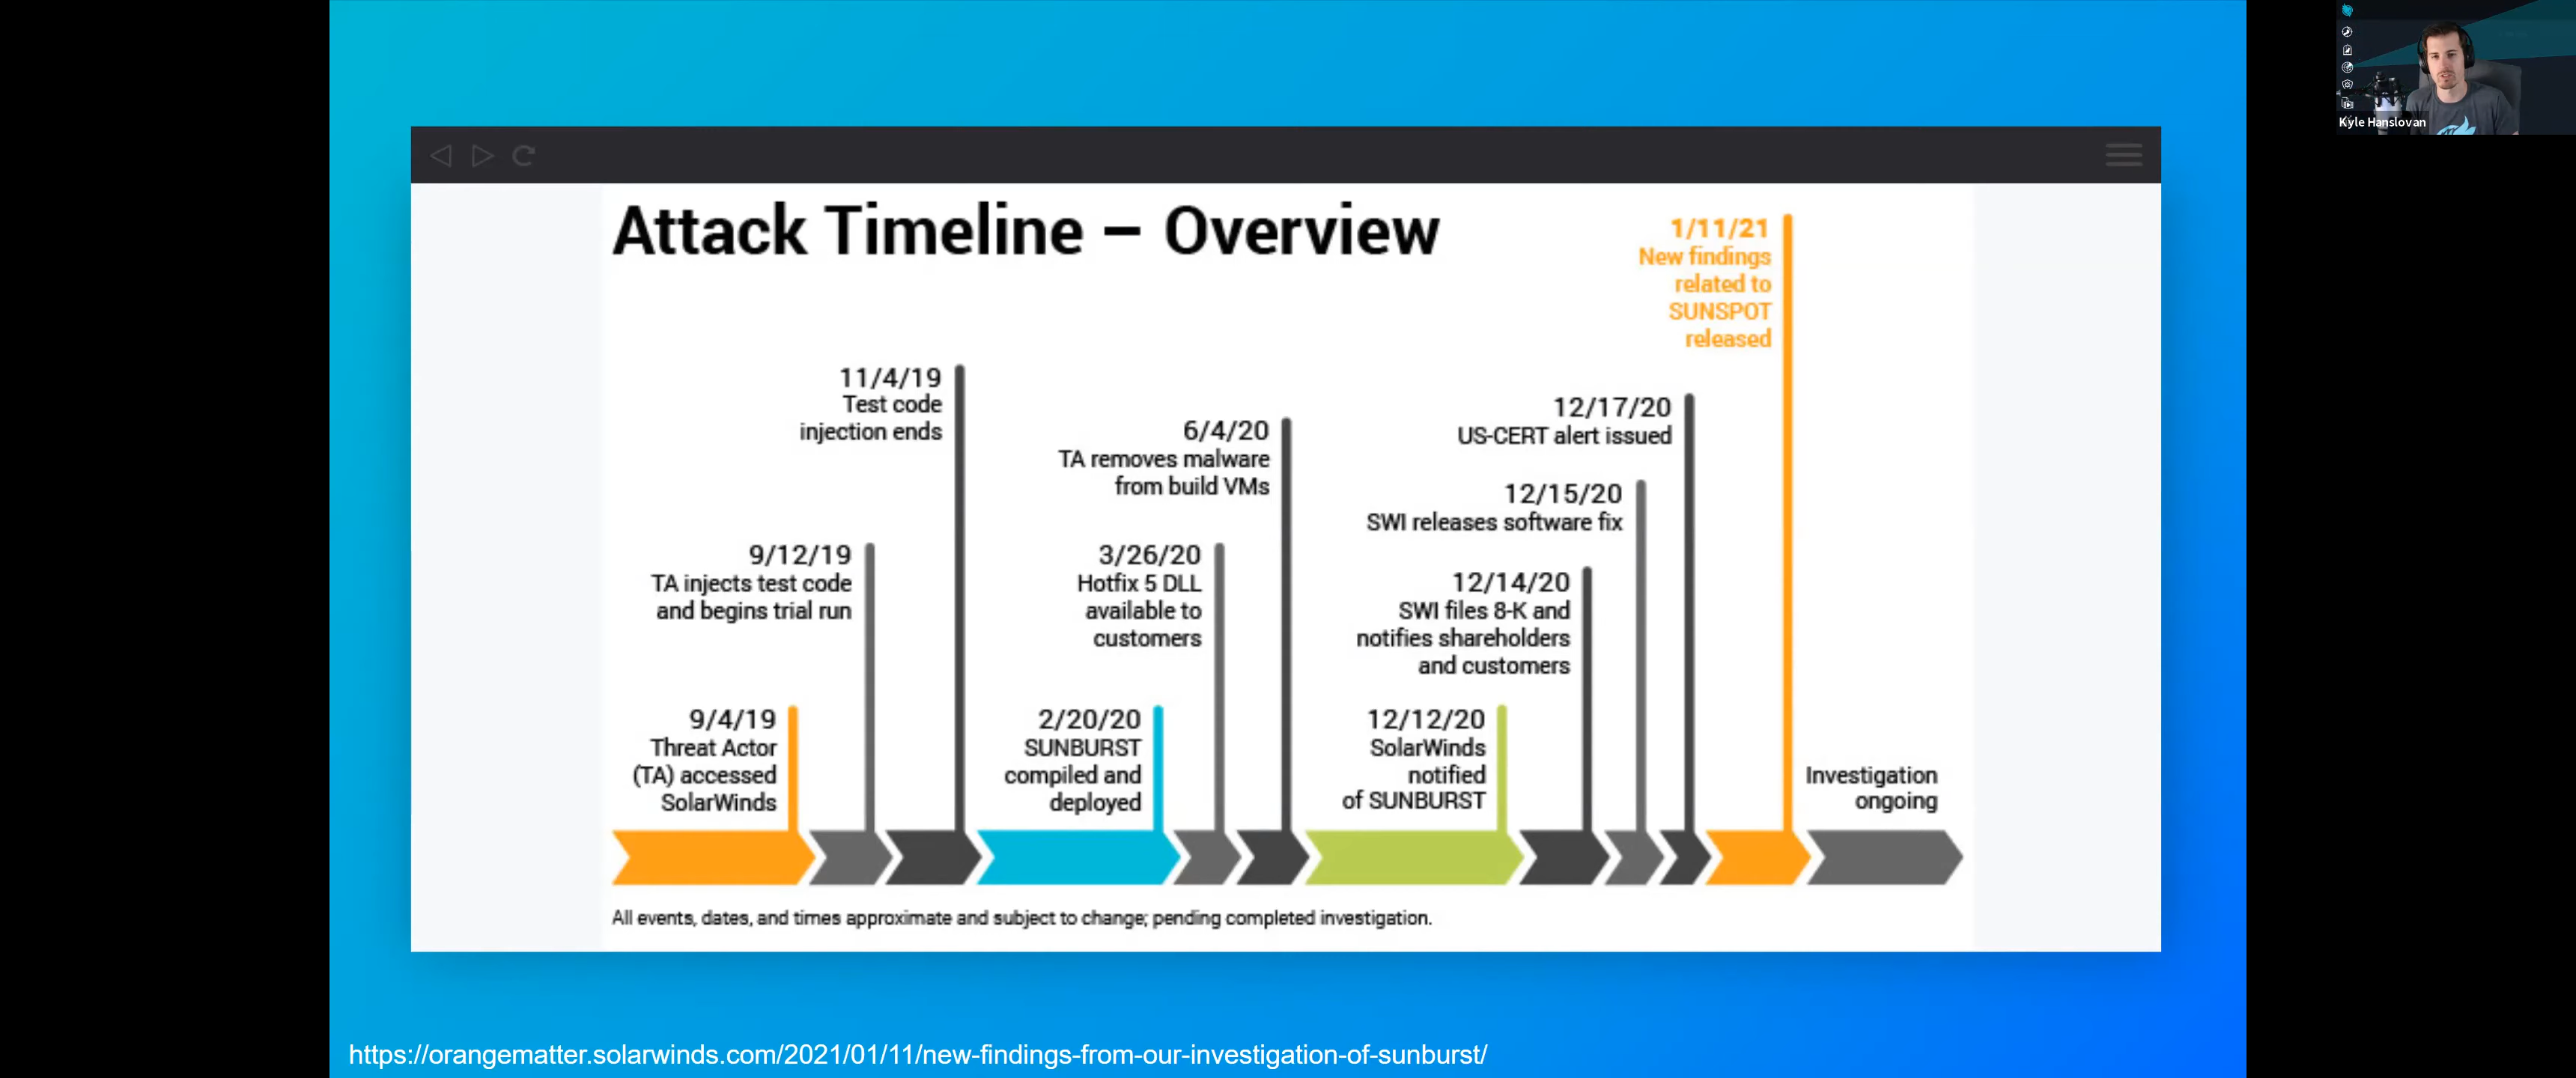 Attack Timeline – Overview
1/11/21
New findings
related to
SUNSPOT
released
11/4/19
Test code
injection ends
6/4/20
TA removes malware
from build VMs
12/17/20
US-CERT alert issued
12/15/20
SWI releases software fix
9/12/19
TA injects test code
and begins trial run
3/26/20
Hotfix 5 DLL
available to
customers
12/14/20
SWI files 8-K and
notifies shareholders
and customers
9/4/19
Threat Actor
(TA) accessed
SolarWinds
2/20/20
SUNBURST
compiled and
deployed
12/12/20
SolarWinds
notified
of SUNBURST
Investigation
ongoing
All events, dates, and times approximate and subject to change; pending completed investigation.
https://orangematter.solarwinds.com/2021/01/11/new-findings-from-our-investigation-of-sunburst/
Kyle Hanslovan